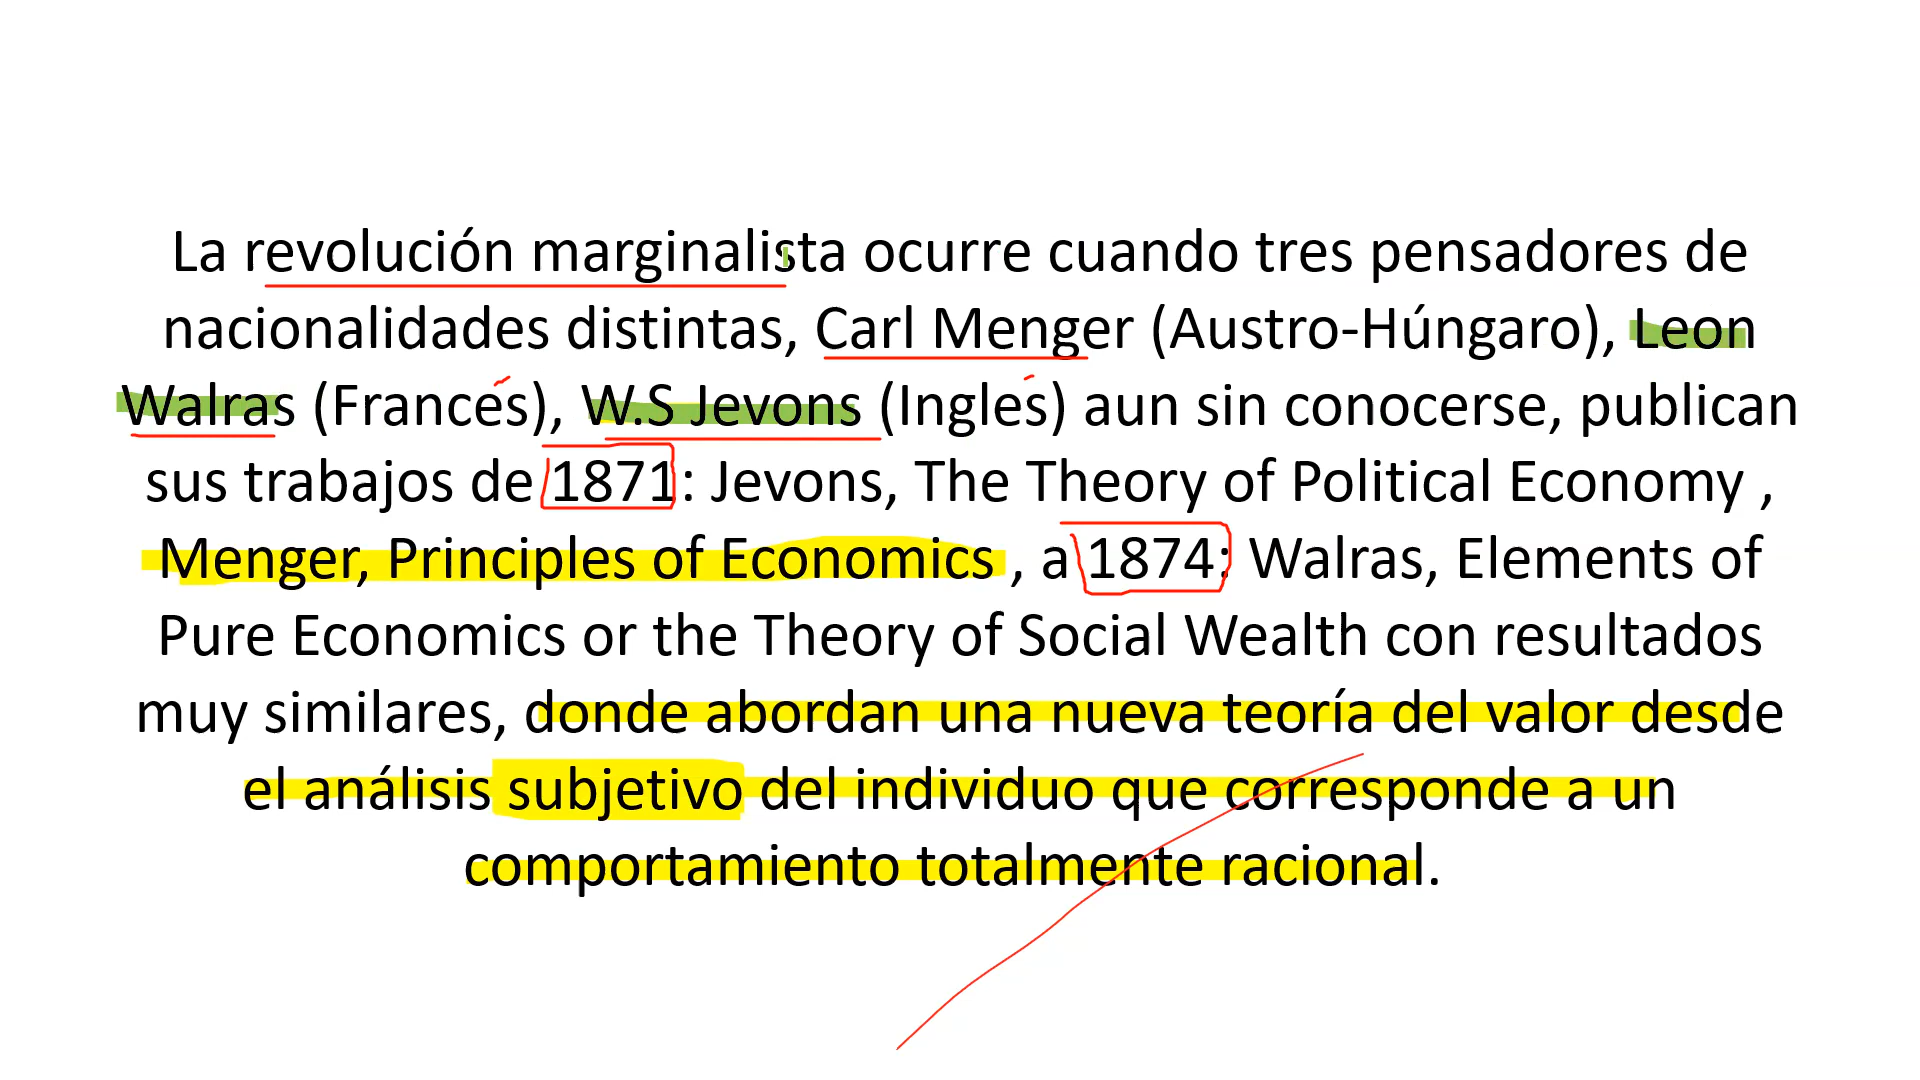 La revolución marginalista ocurre cuando tres pensadores de
nacionalidades distintas, Carl Menger (Austro-Húngaro), Leon
Walras (Francés), W.S Jevons (Inglés) aun sin conocerse, publican
sus trabajos de 1871: Jevons, The Theory of Political Economy ,
Menger, Principles of Economics , a 1874: Walras, Elements of
Pure Economics or the Theory of Social Wealth con resultados
muy similares, donde abordan una nueva teoría del valor desde
el análisis subjetivo del individuo que corresponde a un
comportamiento totalmente racional.